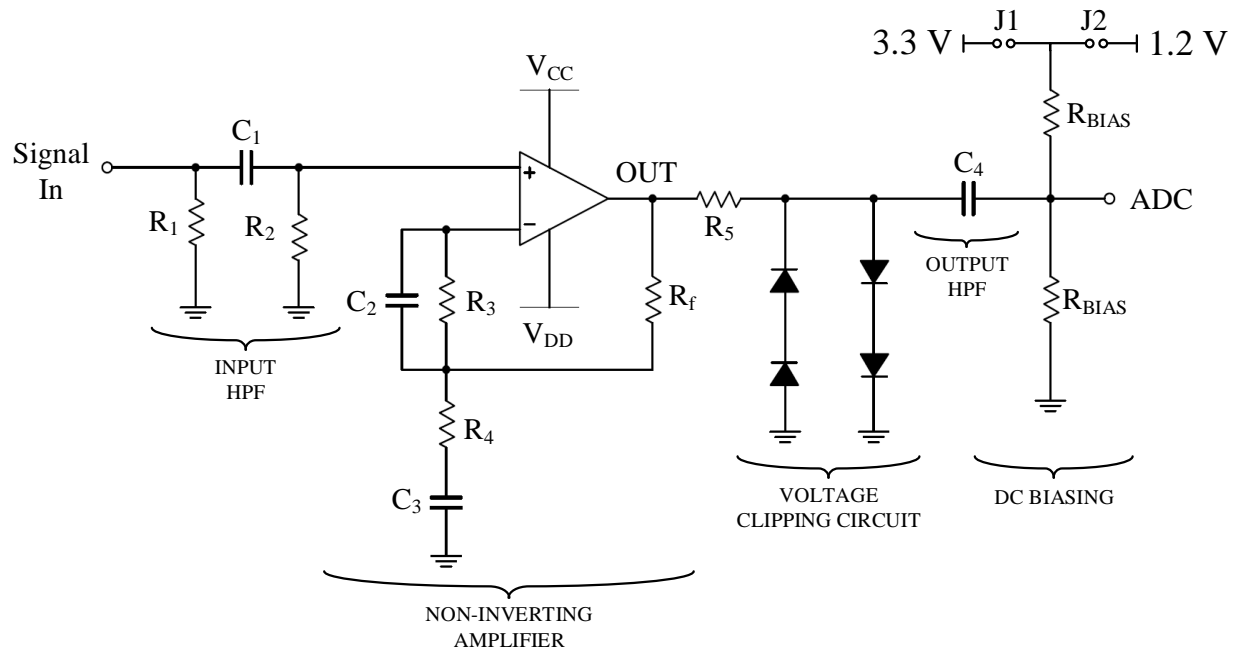 J1 J2
3.3 V 1.2 V
V_CC
R_BIAS
C_1
Signal
In
+
OUT
C_4
ADC
R_1
R_2
−
R_5
OUTPUT
HPF
C_2
R_3
R_f
R_BIAS
V_DD
INPUT
HPF
R_4
C_3
VOLTAGE
CLIPPING CIRCUIT
DC BIASING
NON-INVERTING
AMPLIFIER